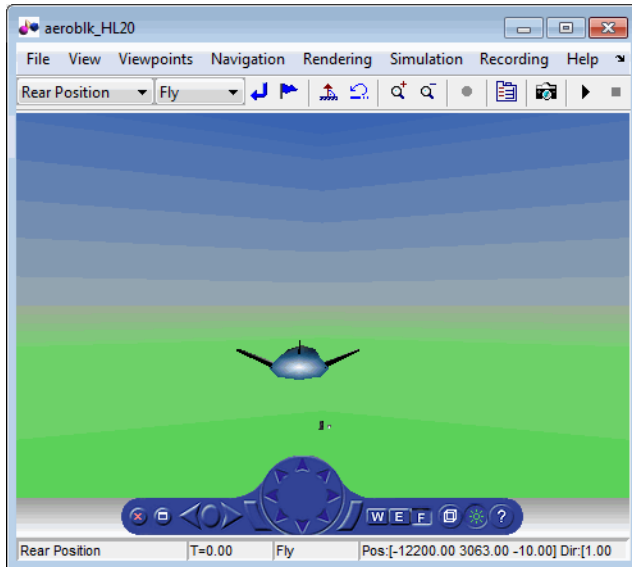 aeroblk_HL20
File View Viewpoints Navigation Rendering Simulation Recording Help
Rear Position Fly
W E F ?
Rear Position T=0.00 Fly Pos:[-12200.00 3063.00 -10.00] Dir:[1.00